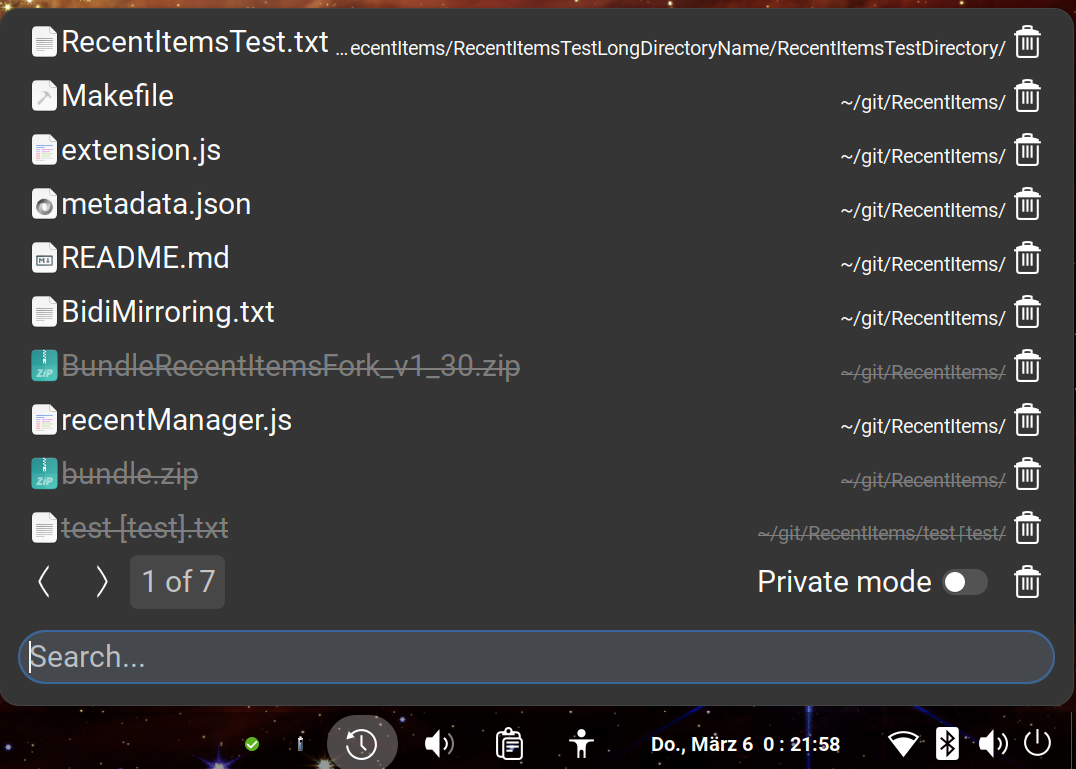 RecentItemsTest.txt ...ecentItems/RecentItemsTestLongDirectoryName/RecentItemsTestDirectory/
Makefile ~/git/RecentItems/
extension.js ~/git/RecentItems/
metadata.json ~/git/RecentItems/
README.md ~/git/RecentItems/
BidiMirroring.txt ~/git/RecentItems/
ZIP BundleRecentItemsFork_v1_30.zip ~/git/RecentItems/
recentManager.js ~/git/RecentItems/
ZIP bundle.zip ~/git/RecentItems/
test [test].txt ~/git/RecentItems/test [test/
1 of 7 Private mode
Search...
Do., März 6 0 : 21:58